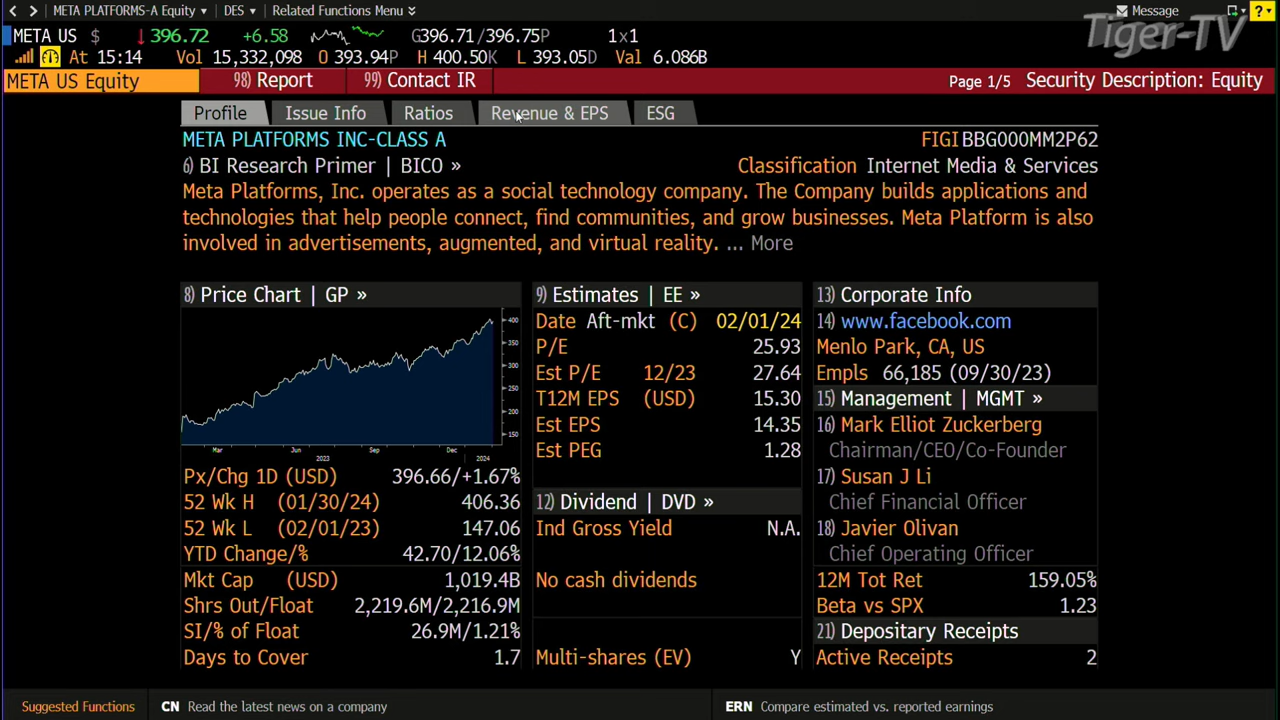 < > META PLATFORMS-A Equity ▾ DES ▾ Related Functions Menu Message ?
Tiger-TV
META US $ ↓396.72 +6.58 G396.71/396.75P 1x1
At 15:14 Vol 15,332,098 O 393.94P H 400.50K L 393.05D Val 6.086B
META US Equity 98) Report 99) Contact IR Page 1/5 Security Description: Equity
Profile Issue Info Ratios Revenue & EPS ESG
META PLATFORMS INC-CLASS A FIGI BBG000MM2P62
6) BI Research Primer | BICO » Classification Internet Media & Services
Meta Platforms, Inc. operates as a social technology company. The Company builds applications and
technologies that help people connect, find communities, and grow businesses. Meta Platform is also
involved in advertisements, augmented, and virtual reality. ... More
8) Price Chart | GP »
400
350
300
250
200
150
Mar Jun Sep Dec
2023 2024
Px/Chg 1D (USD) 396.66/+1.67%
52 Wk H (01/30/24) 406.36
52 Wk L (02/01/23) 147.06
YTD Change/% 42.70/12.06%
Mkt Cap (USD) 1,019.4B
Shrs Out/Float 2,219.6M/2,216.9M
SI/% of Float 26.9M/1.21%
Days to Cover 1.7
9) Estimates | EE »
Date Aft-mkt (C) 02/01/24
P/E 25.93
Est P/E 12/23 27.64
T12M EPS (USD) 15.30
Est EPS 14.35
Est PEG 1.28
12) Dividend | DVD »
Ind Gross Yield N.A.
No cash dividends
Multi-shares (EV) Y
13) Corporate Info
14) www.facebook.com
Menlo Park, CA, US
Empls 66,185 (09/30/23)
15) Management | MGMT »
16) Mark Elliot Zuckerberg
Chairman/CEO/Co-Founder
17) Susan J Li
Chief Financial Officer
18) Javier Olivan
Chief Operating Officer
12M Tot Ret 159.05%
Beta vs SPX 1.23
21) Depositary Receipts
Active Receipts 2
Suggested Functions CN Read the latest news on a company ERN Compare estimated vs. reported earnings